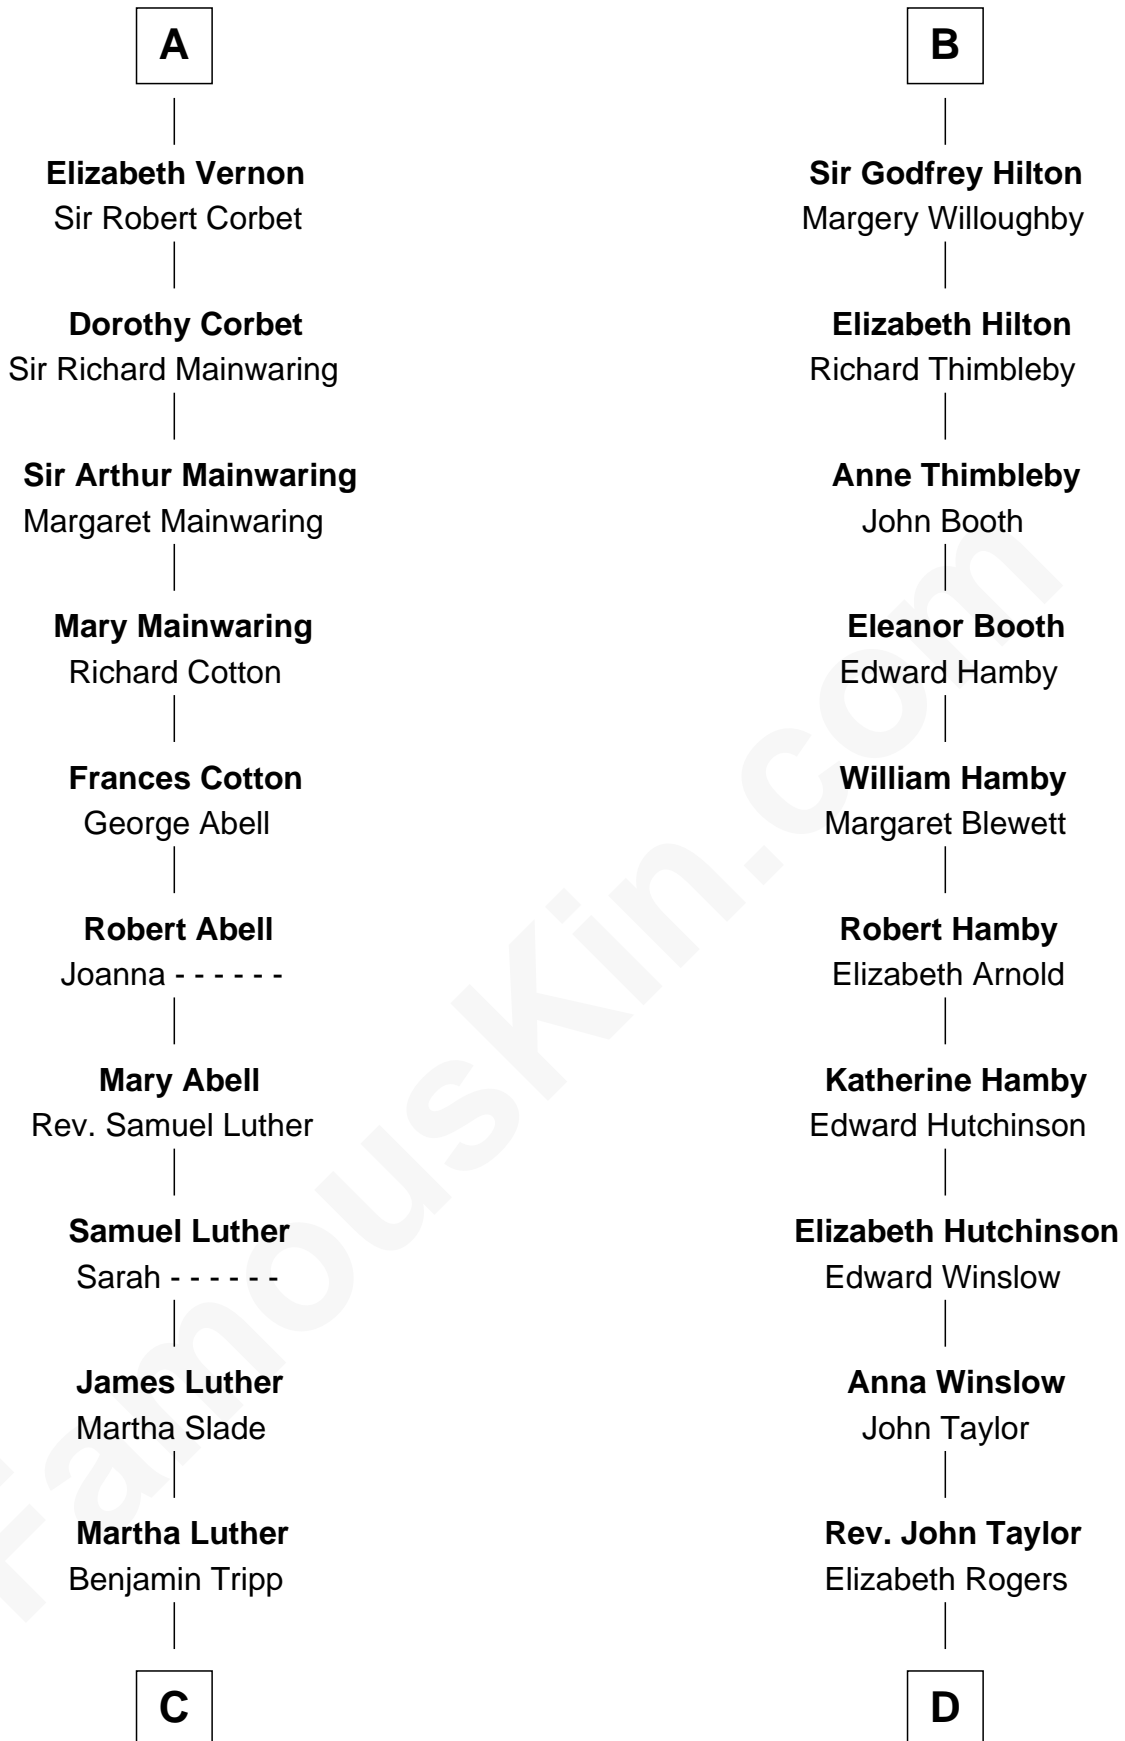 A
Elizabeth Vernon
Sir Robert Corbet
Dorothy Corbet
Sir Richard Mainwaring
Sir Arthur Mainwaring
Margaret Mainwaring
Mary Mainwaring
Richard Cotton
Frances Cotton
George Abell
Robert Abell
Joanna - - - - - -
Mary Abell
Rev. Samuel Luther
Samuel Luther
Sarah - - - - - -
James Luther
Martha Slade
Martha Luther
Benjamin Tripp
C
B
Sir Godfrey Hilton
Margery Willoughby
Elizabeth Hilton
Richard Thimbleby
Anne Thimbleby
John Booth
Eleanor Booth
Edward Hamby
William Hamby
Margaret Blewett
Robert Hamby
Elizabeth Arnold
Katherine Hamby
Edward Hutchinson
Elizabeth Hutchinson
Edward Winslow
Anna Winslow
John Taylor
Rev. John Taylor
Elizabeth Rogers
D
FamousKin.com